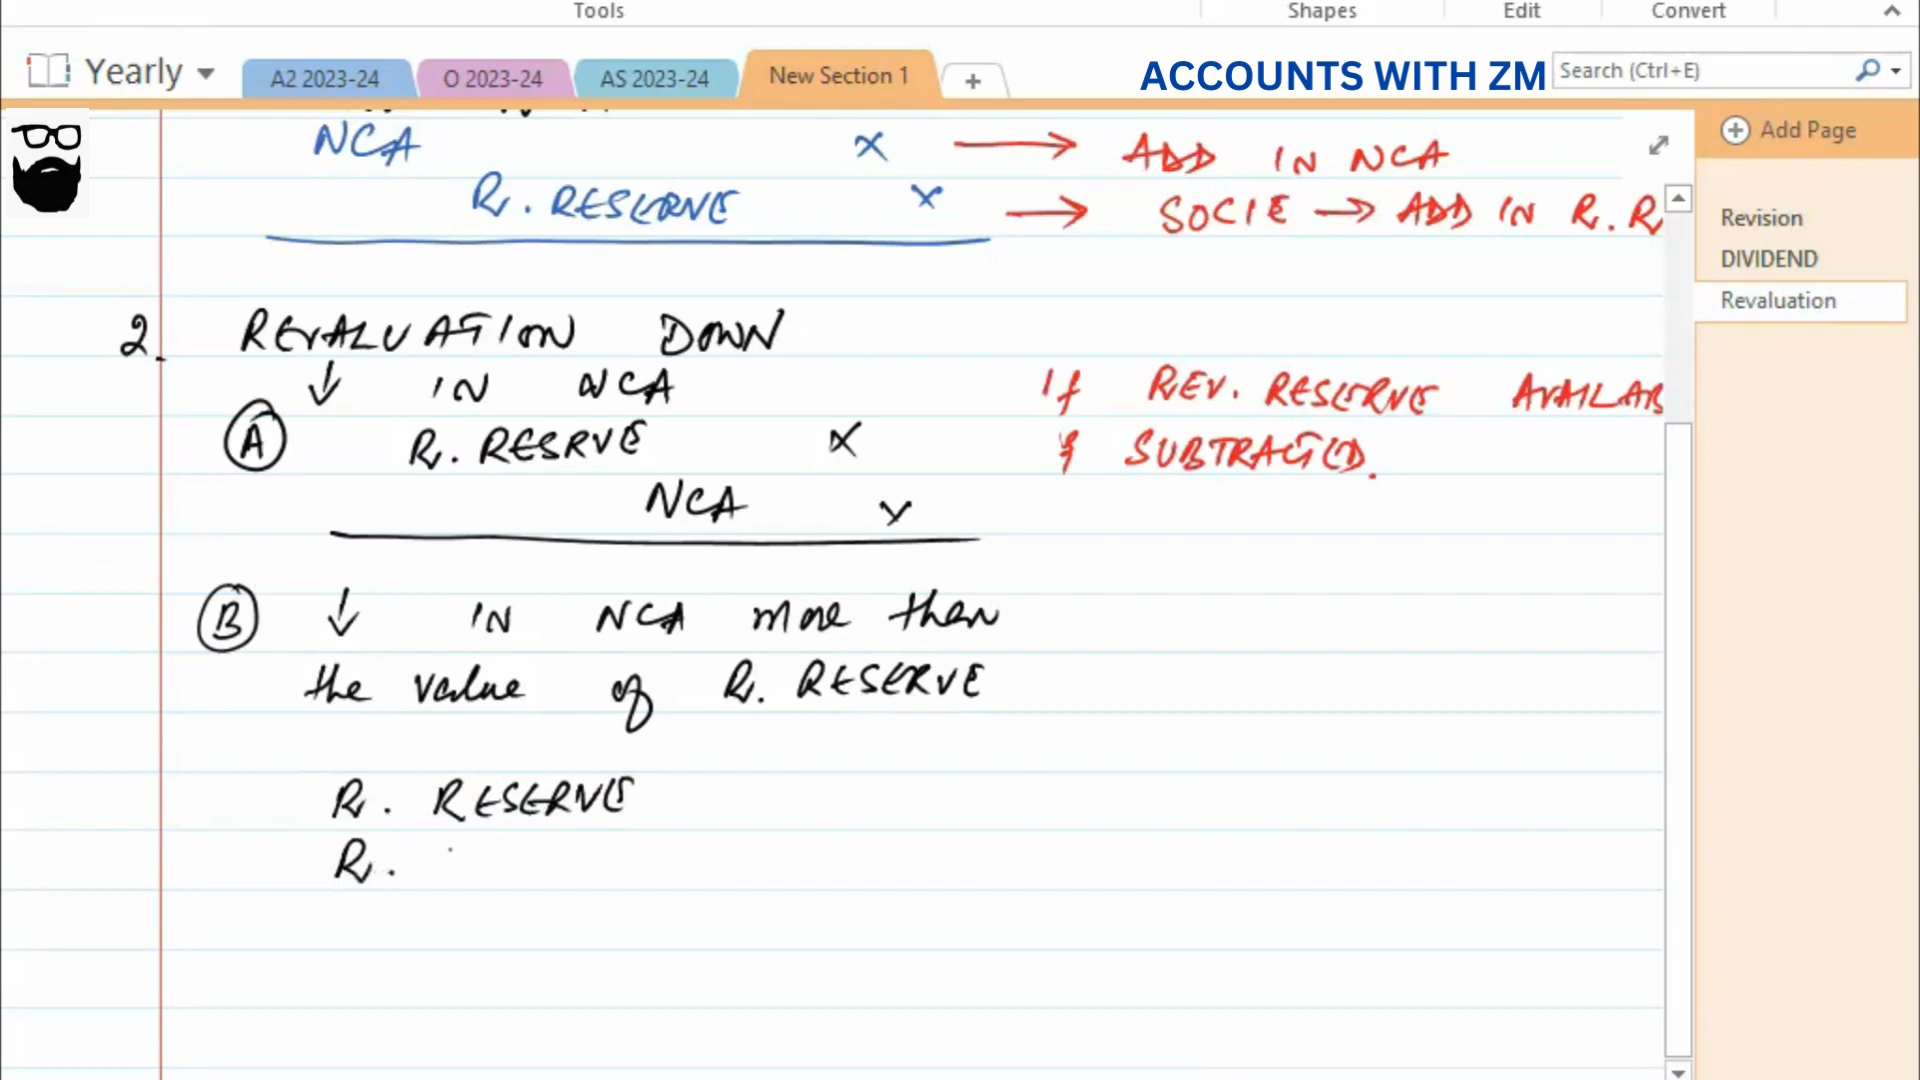 Tools
Shapes
Edit
Convert
Yearly
A2 2023-24
O 2023-24
AS 2023-24
New Section 1
ACCOUNTS WITH ZM
Search (Ctrl+E)
Add Page
Revision
DIVIDEND
Revaluation
NCA x → ADD IN NCA
R. RESERVE x → SOCIE → ADD IN R.R
2. REVALUATION DOWN
↓ IN NCA
If REV. RESERVE AVAILAB
(A) R. RESRVE x
& SUBTRACTED.
NCA x
(B) ↓ IN NCA more than
the value of R. RESERVE
R. RESERVE
R.